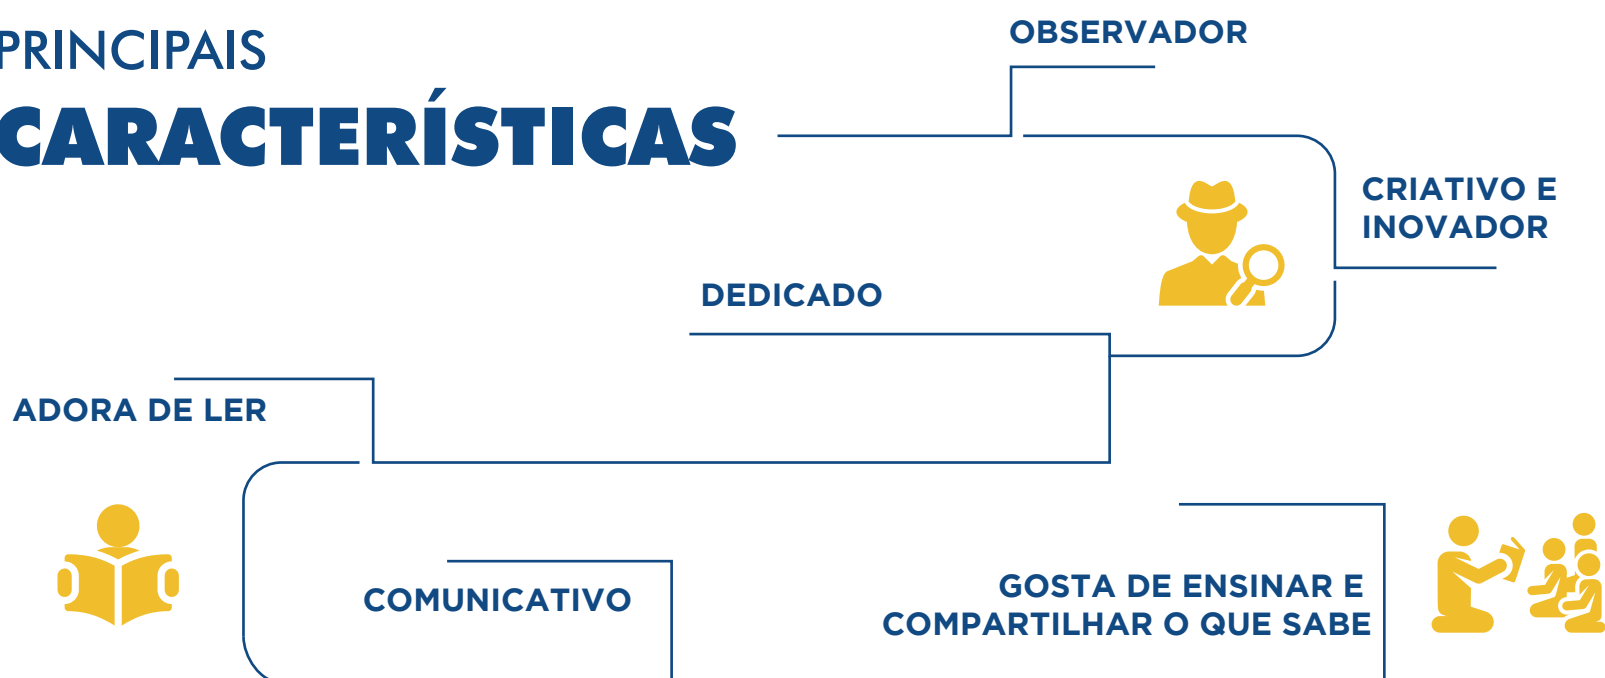 PRINCIPAIS
CARACTERÍSTICAS
OBSERVADOR
CRIATIVO E
INOVADOR
DEDICADO
ADORA DE LER
COMUNICATIVO
GOSTA DE ENSINAR E
COMPARTILHAR O QUE SABE